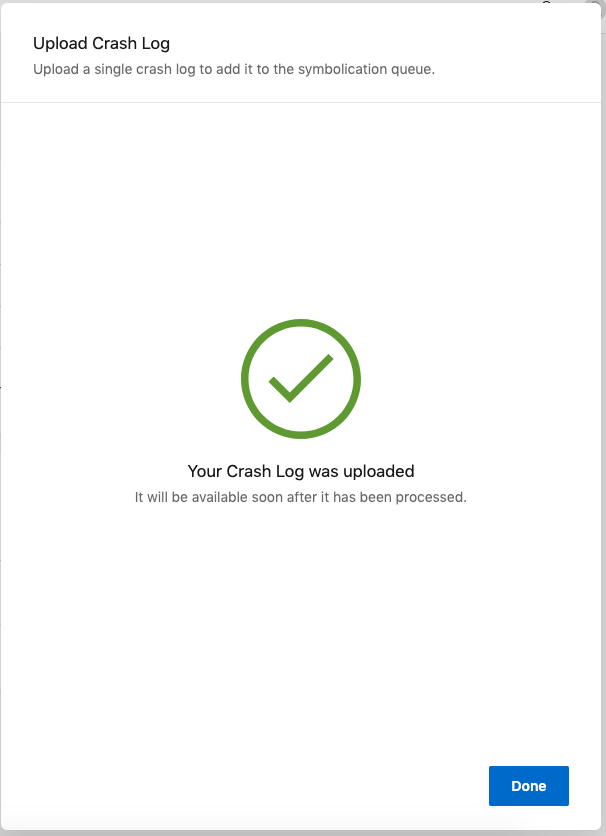 Upload Crash Log
Upload a single crash log to add it to the symbolication queue.
Your Crash Log was uploaded
It will be available soon after it has been processed.
Done